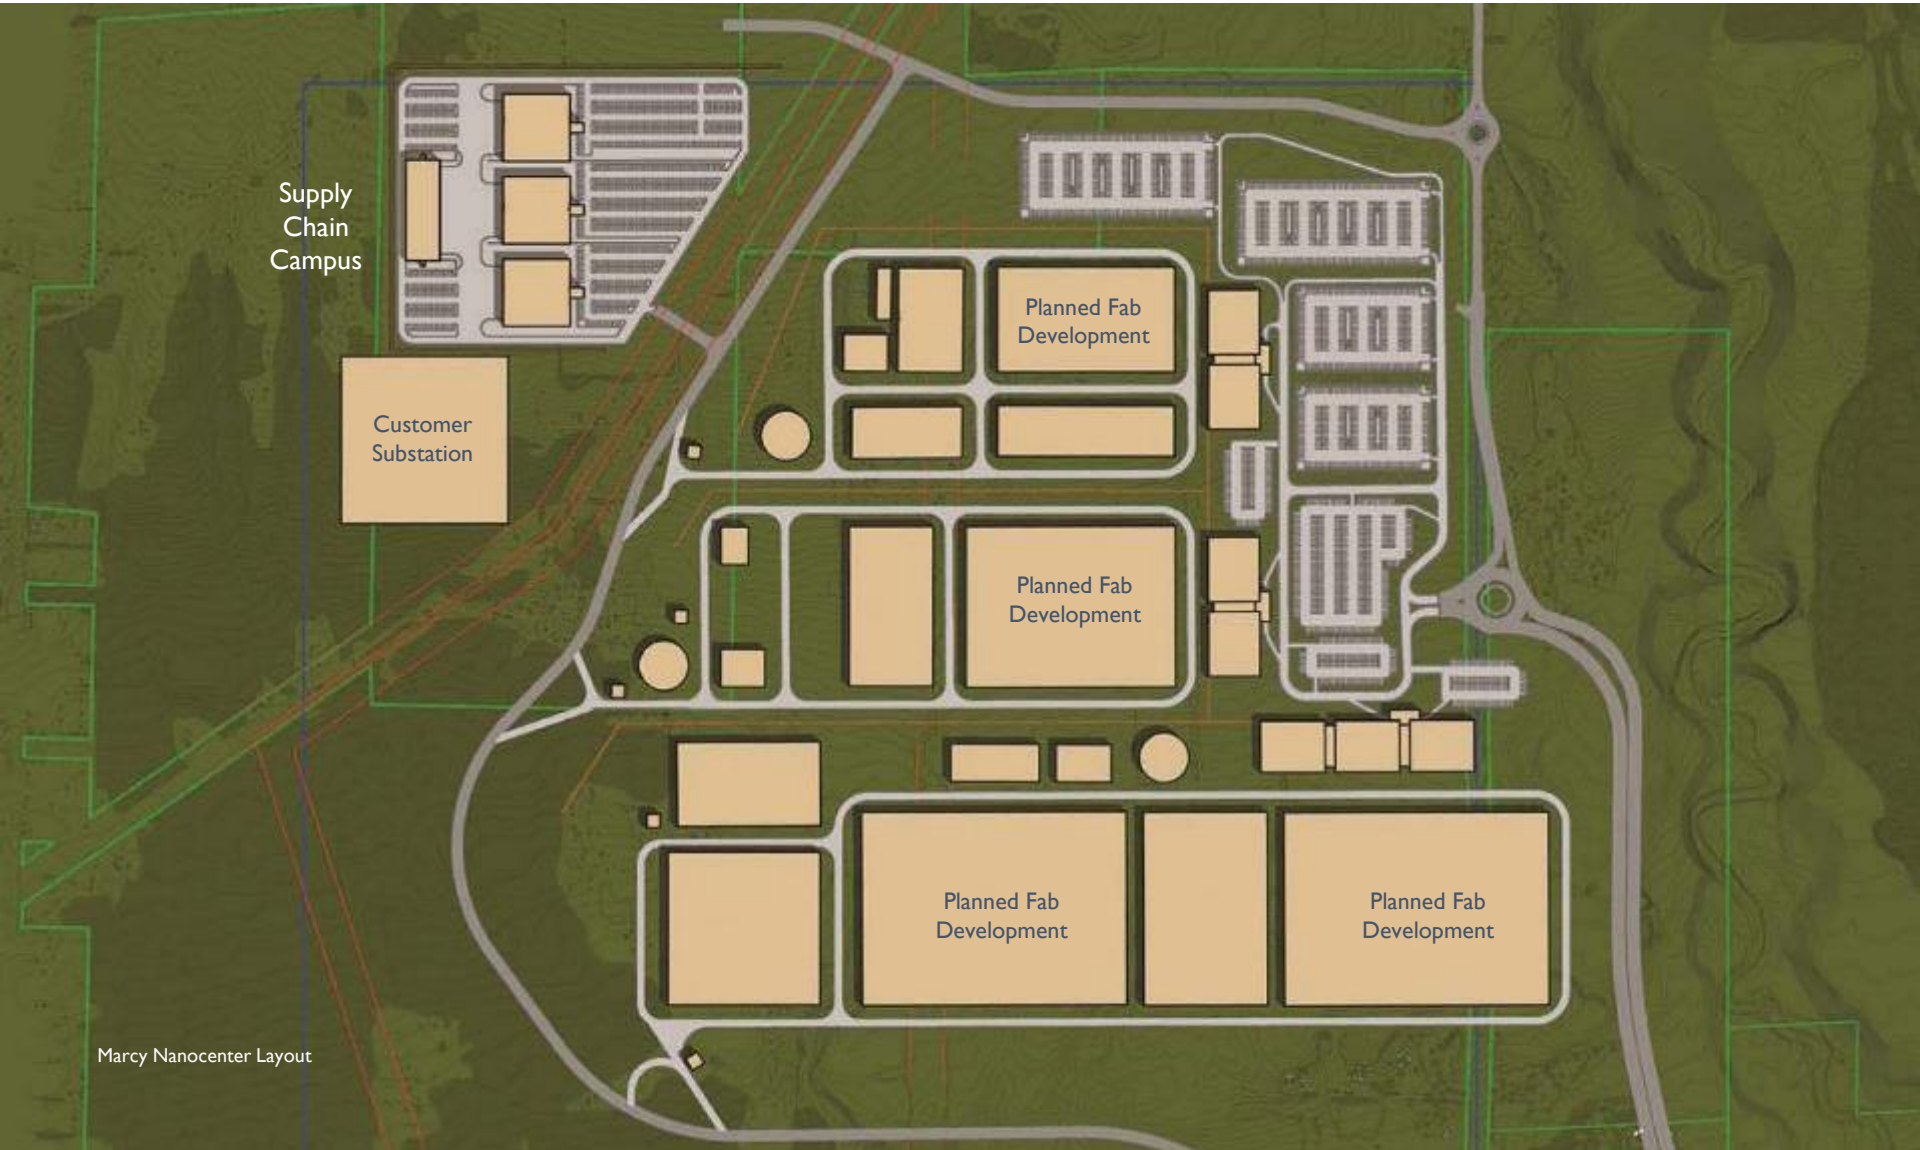 Supply
Chain
Campus
Planned Fab
Development
Customer
Substation
Planned Fab
Development
Planned Fab
Development
Planned Fab
Development
Marcy Nanocenter Layout